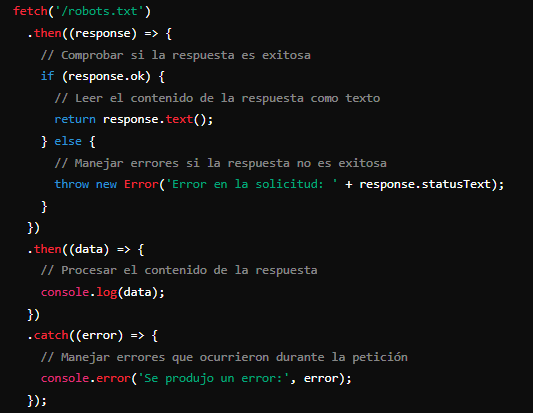 fetch('/robots.txt')
.then((response) => {
// Comprobar si la respuesta es exitosa
if (response.ok) {
// Leer el contenido de la respuesta como texto
return response.text();
} else {
// Manejar errores si la respuesta no es exitosa
throw new Error('Error en la solicitud: ' + response.statusText);
}
})
.then((data) => {
// Procesar el contenido de la respuesta
console.log(data);
})
.catch((error) => {
// Manejar errores que ocurrieron durante la petición
console.error('Se produjo un error:', error);
});